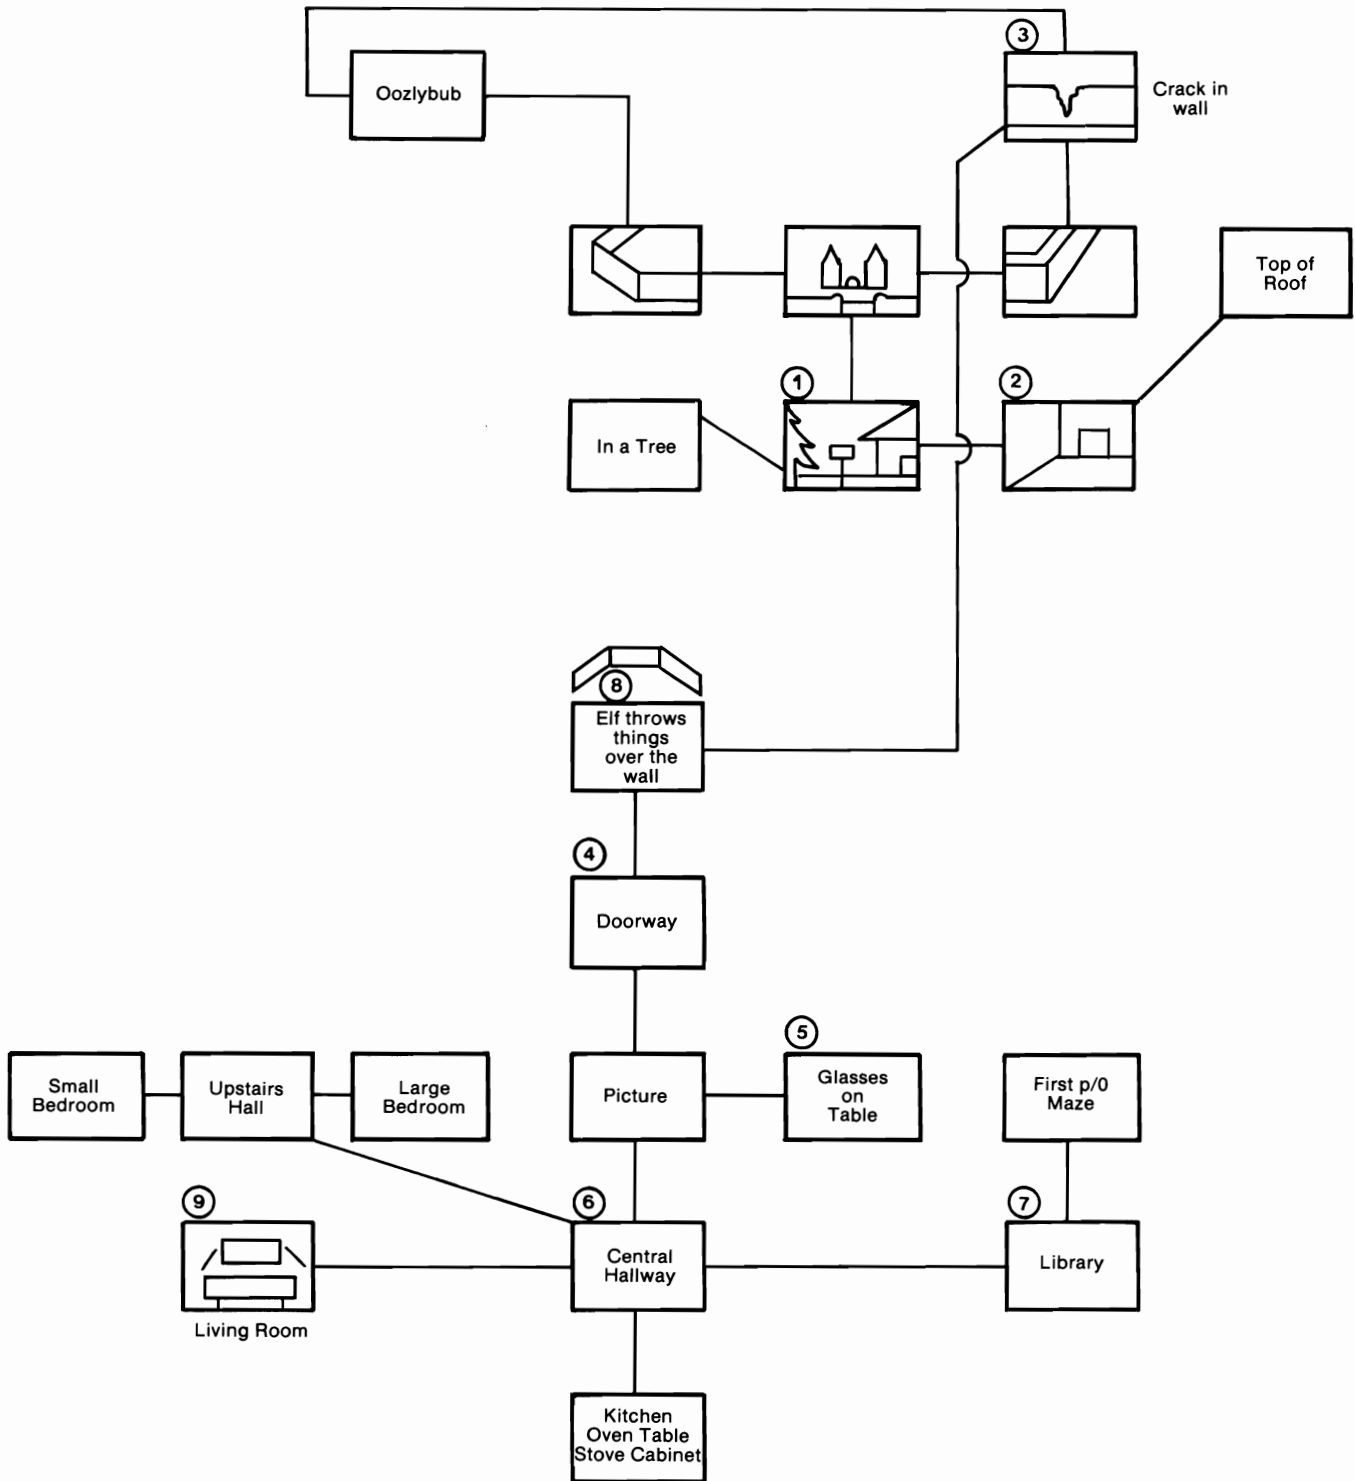 3
Oozlybub
Crack in
wall
Top of
Roof
1
2
In a Tree
8
Elf throws
things
over the
wall
4
Doorway
5
Small
Bedroom
Upstairs
Hall
Large
Bedroom
Picture
Glasses
on
Table
First p/0
Maze
9
6
7
Central
Hallway
Library
Living Room
Kitchen
Oven Table
Stove Cabinet